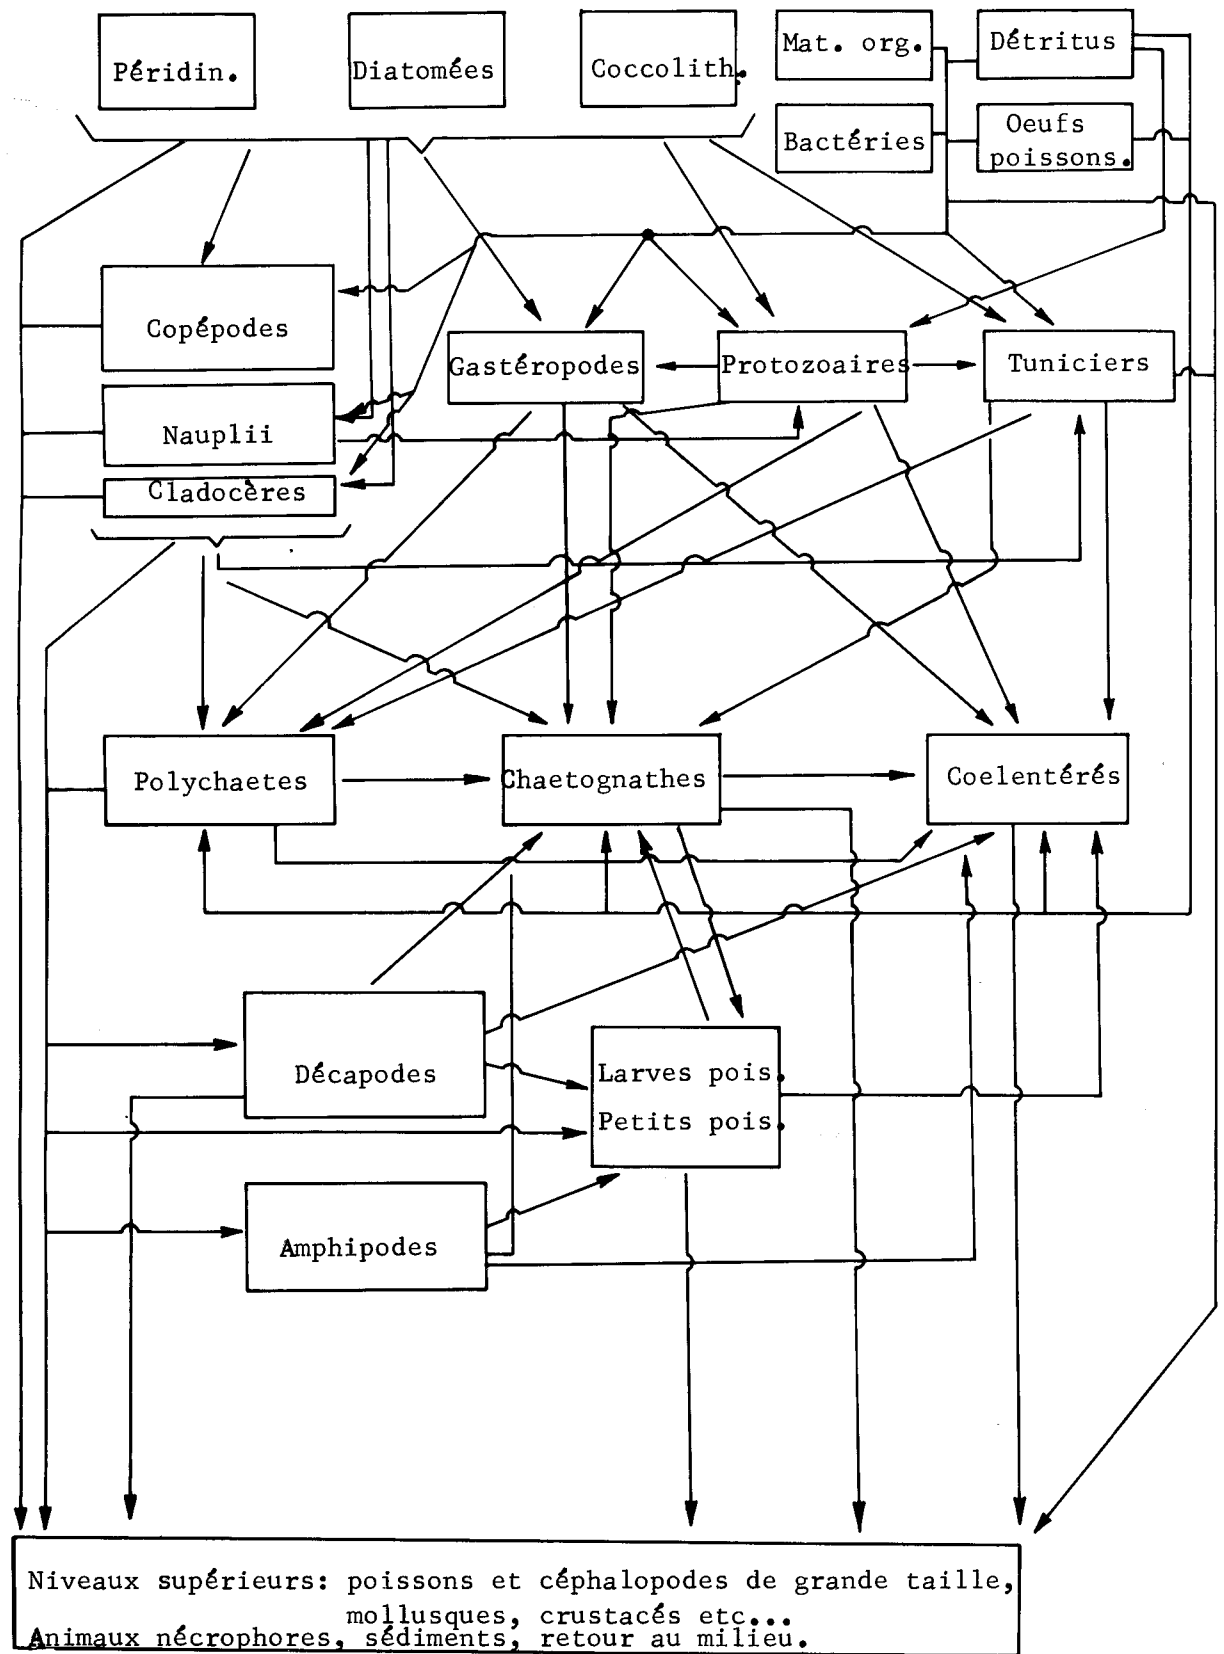 Péridin.
Diatomées
Coccolith.
Mat. org.
Détritus
Bactéries
Oeufs
poissons.
Copépodes
Gastéropodes
Protozoaires
Tuniciers
Nauplii
Cladocères
Polychaetes
Chaetognathes
Coelentérés
Décapodes
Larves pois.
Petits pois.
Amphipodes
Niveaux supérieurs: poissons et céphalopodes de grande taille,
mollusques, crustacés etc...
Animaux nécrophores, sédiments, retour au milieu.